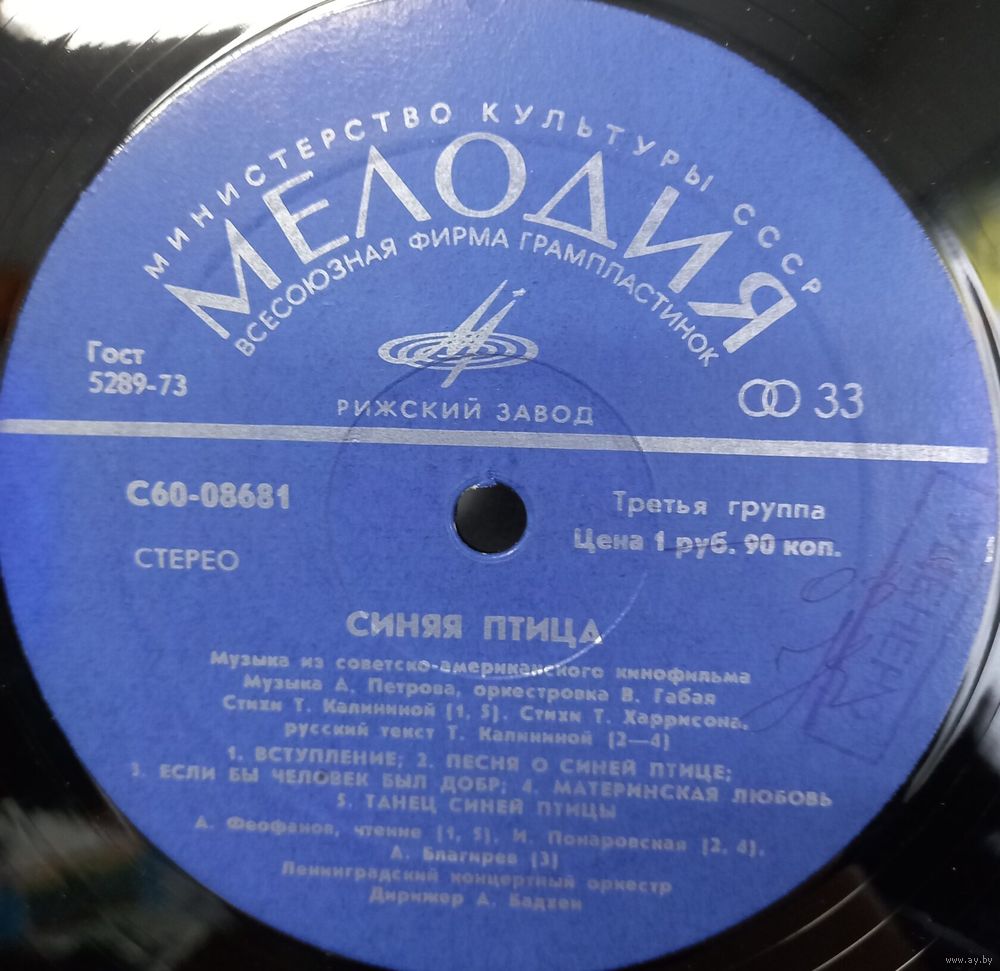 МИНИСТЕРСТВО КУЛЬТУРЫ СССР
МЕЛОДИЯ
ВСЕСОЮЗНАЯ ФИРМА ГРАМПЛАСТИНОК
Гост
5289-73
РИЖСКИЙ ЗАВОД
33
С60-08681
СТЕРЕО
Третья группа
Цена 1 руб. 90 коп.
УЦЕНЕНА
СИНЯЯ ПТИЦА
Музыка из советско-американского кинофильма
Музыка А. Петрова, оркестровка В. Габая
Стихи Т. Калининой (1, 5). Стихи Т. Харрисона,
русский текст Т. Калининой (2—4)
1. ВСТУПЛЕНИЕ; 2. ПЕСНЯ О СИНЕЙ ПТИЦЕ;
3. ЕСЛИ БЫ ЧЕЛОВЕК БЫЛ ДОБР; 4. МАТЕРИНСКАЯ ЛЮБОВЬ
5. ТАНЕЦ СИНЕЙ ПТИЦЫ
А. Феофанов, чтение (1, 5). И. Понаровская (2, 4).
А. Благирев (3)
Ленинградский концертный оркестр
Дирижер А. Бадхен
www.ay.by